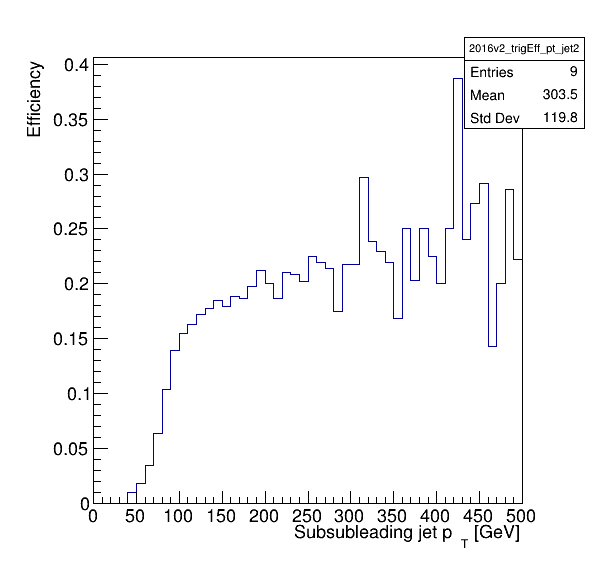 2016v2_trigEff_pt_jet2
Entries 9
Mean 303.5
Std Dev 119.8
Efficiency
0.4
0.35
0.3
0.25
0.2
0.15
0.1
0.05
0
0 50 100 150 200 250 300 350 400 450 500
Subsubleading jet p T [GeV]